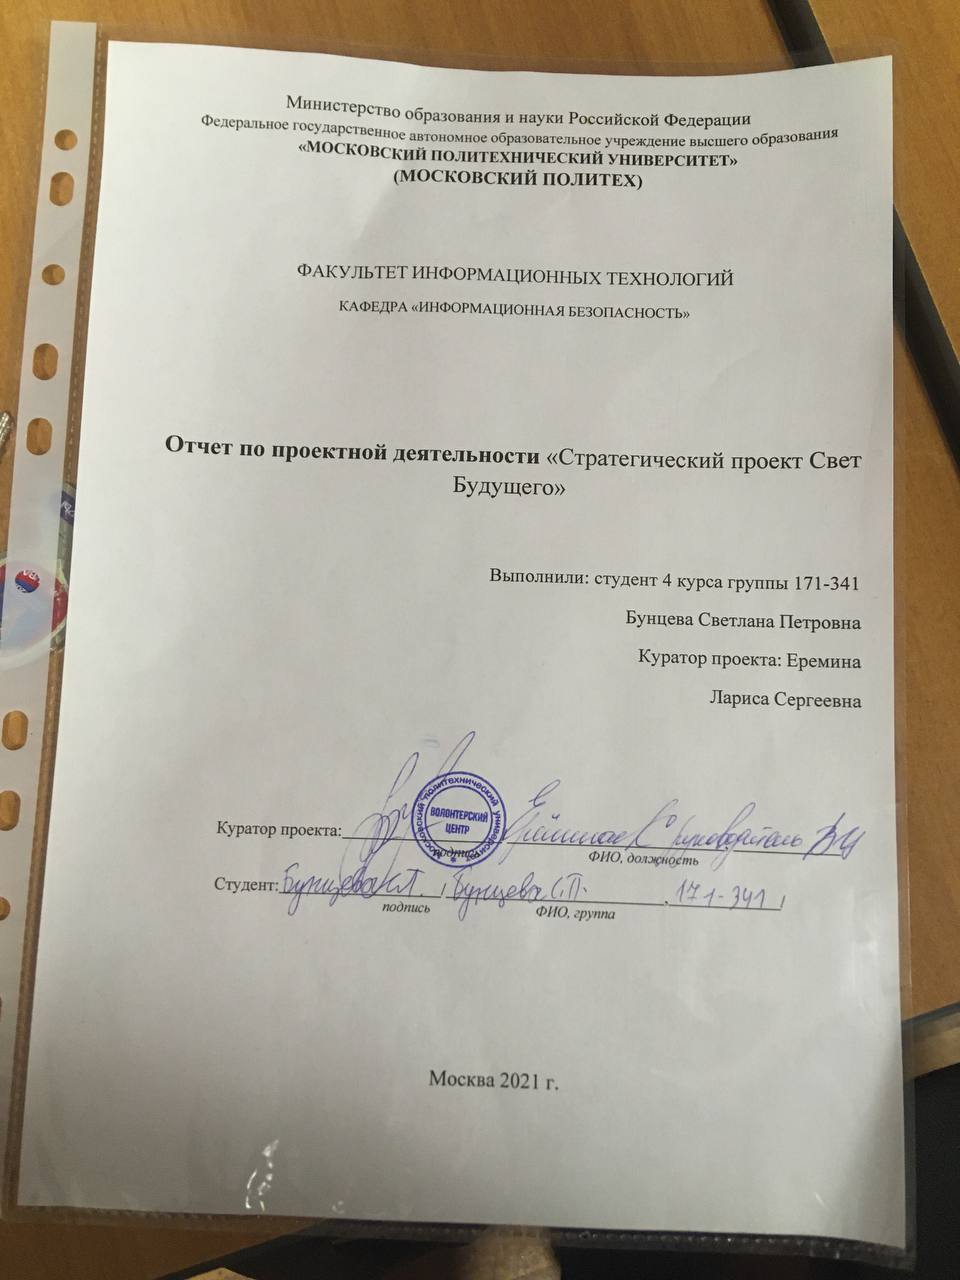 Министерство образования и науки Российской Федерации
Федеральное государственное автономное образовательное учреждение высшего образования
«МОСКОВСКИЙ ПОЛИТЕХНИЧЕСКИЙ УНИВЕРСИТЕТ»
(МОСКОВСКИЙ ПОЛИТЕХ)
ФАКУЛЬТЕТ ИНФОРМАЦИОННЫХ ТЕХНОЛОГИЙ
КАФЕДРА «ИНФОРМАЦИОННАЯ БЕЗОПАСНОСТЬ»
Отчет по проектной деятельности «Стратегический проект Свет
Будущего»
Выполнили: студент 4 курса группы 171-341
Бунцева Светлана Петровна
Куратор проекта: Еремина
Лариса Сергеевна
Московский политехнический университет
ВОЛОНТЕРСКИЙ
ЦЕНТР
Куратор проекта: руководитель ВЦ
подпись ФИО, должность
Студент: Бунцева С.П. / Бунцева С.П. , 171-341 /
подпись ФИО, группа
Москва 2021 г.